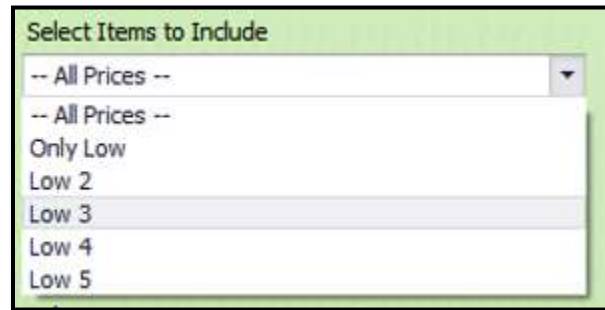 Select Items to Include
-- All Prices --
-- All Prices --
Only Low
Low 2
Low 3
Low 4
Low 5